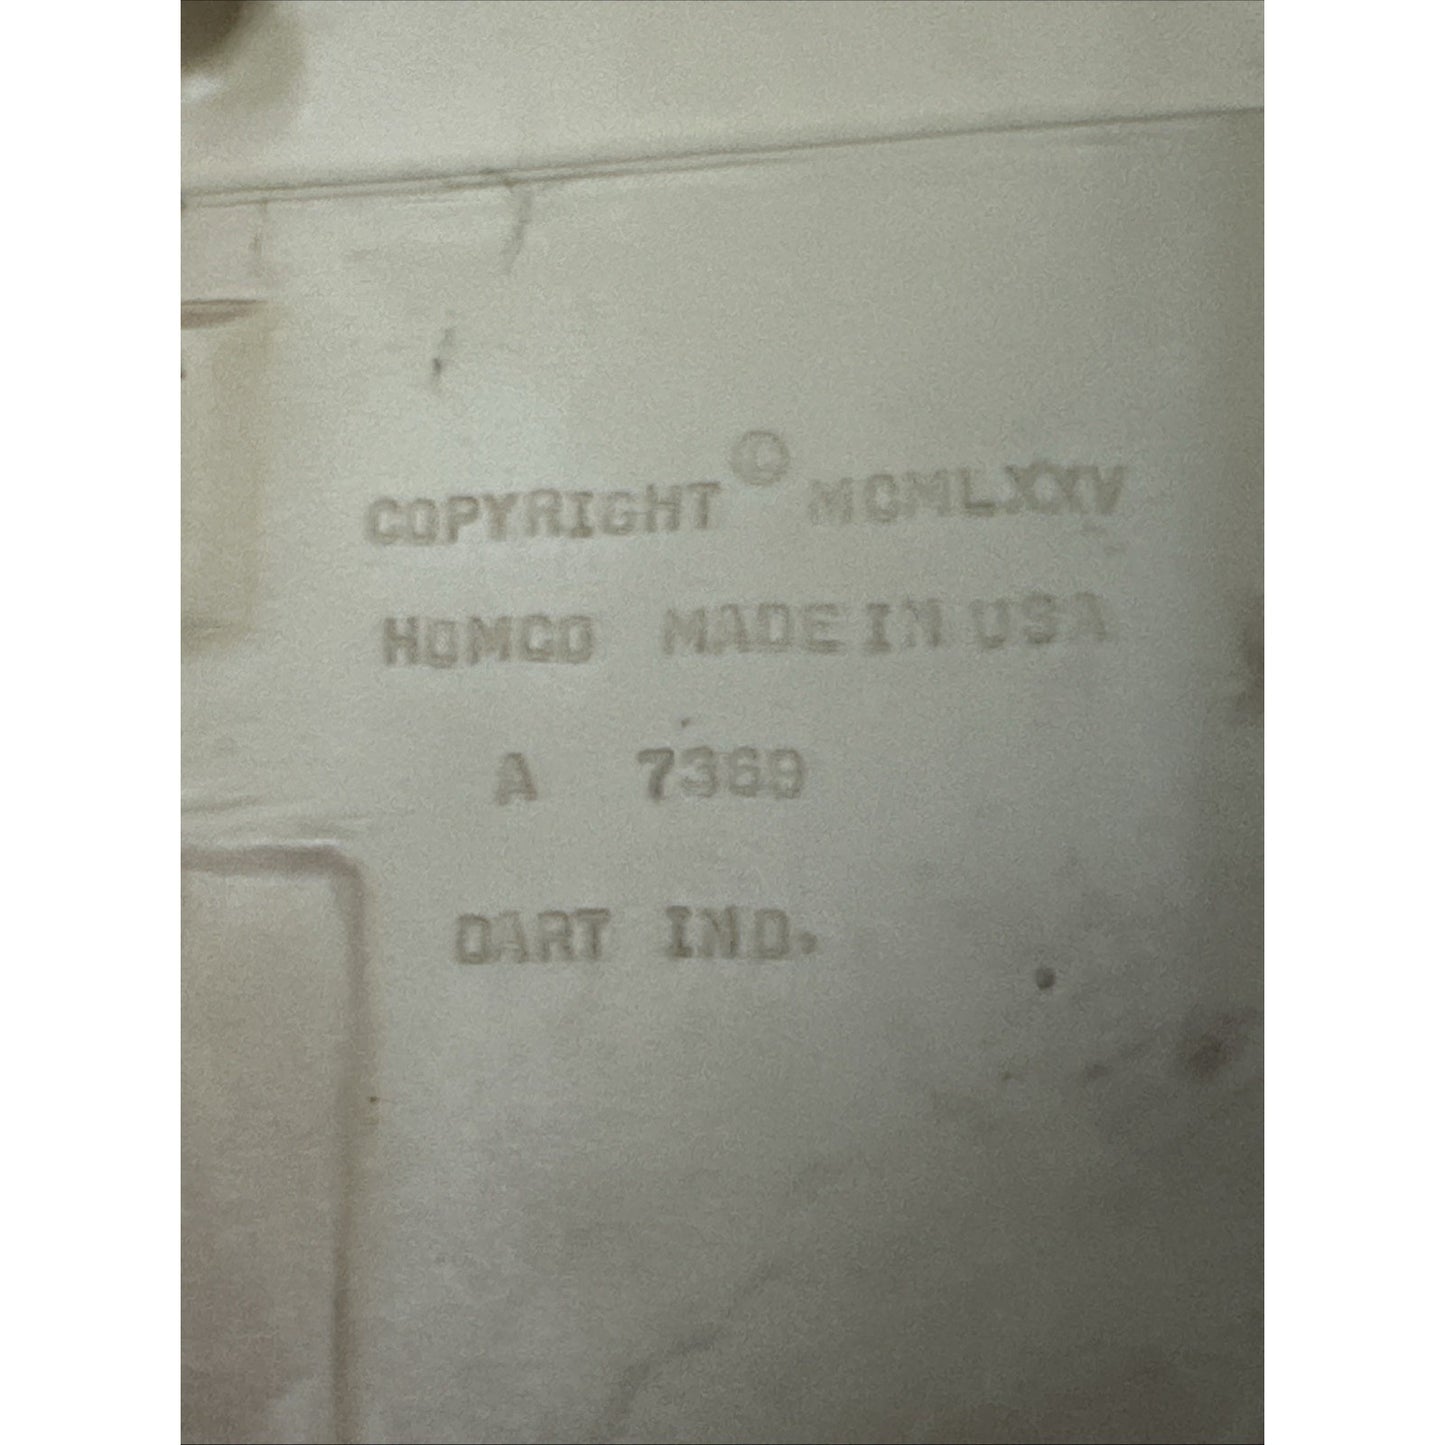 COPYRIGHT © MCMLXXV
HOMCO MADE IN USA
A 7369
DART IND.